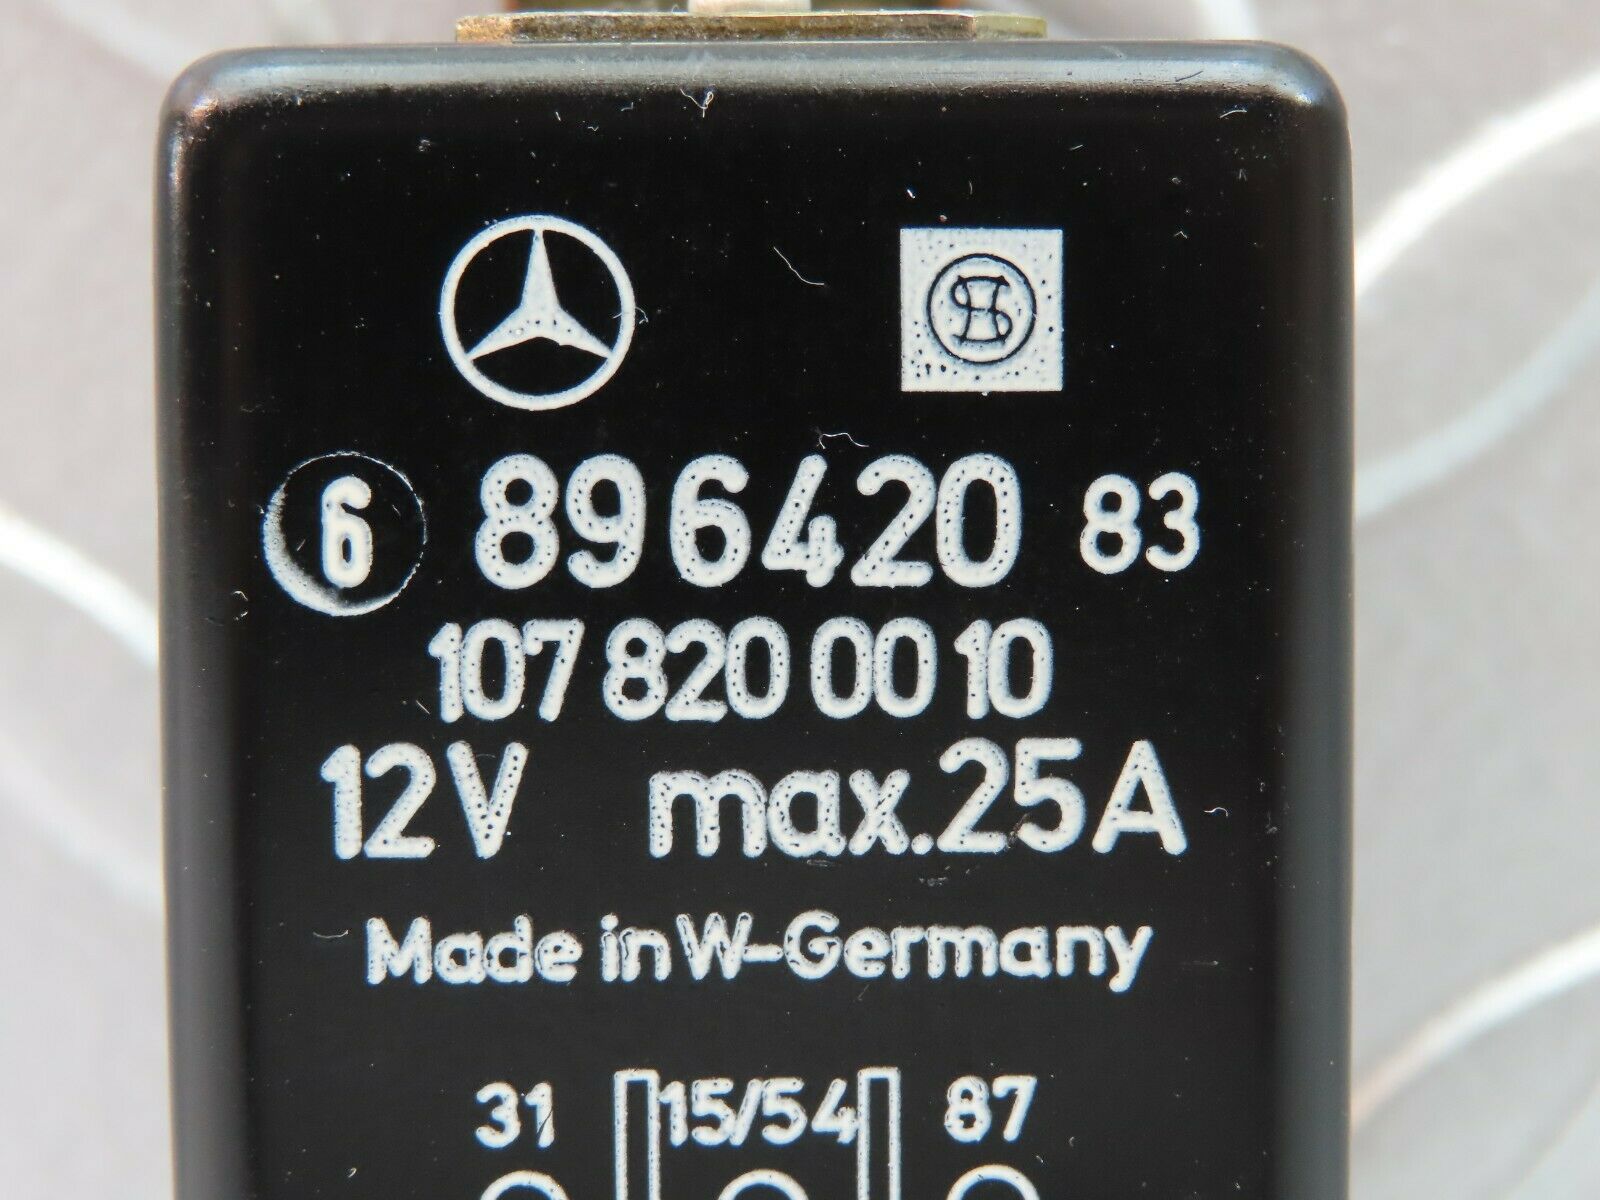 6 896420 83
107 820 00 10
12V max.25A
Made in W-Germany
31 15/54 87